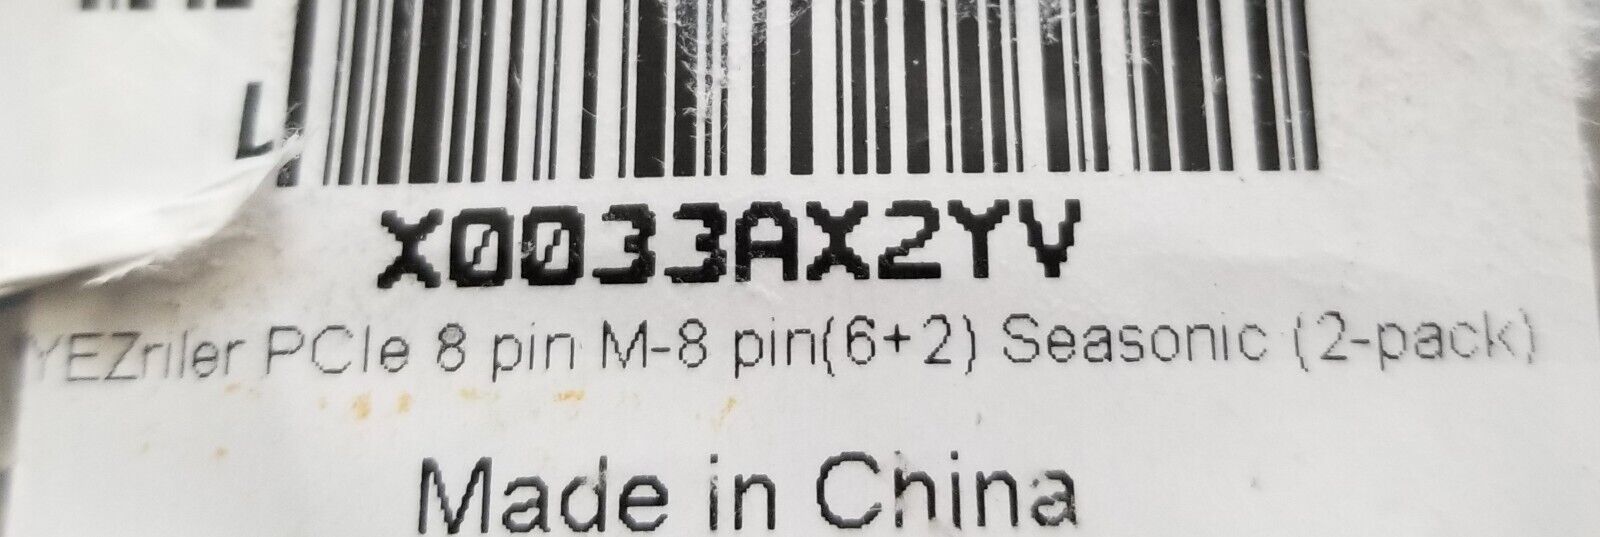 L
X0033AX2YV
YEZriler PCIe 8 pin M-8 pin(6+2) Seasonic (2-pack)
Made in China